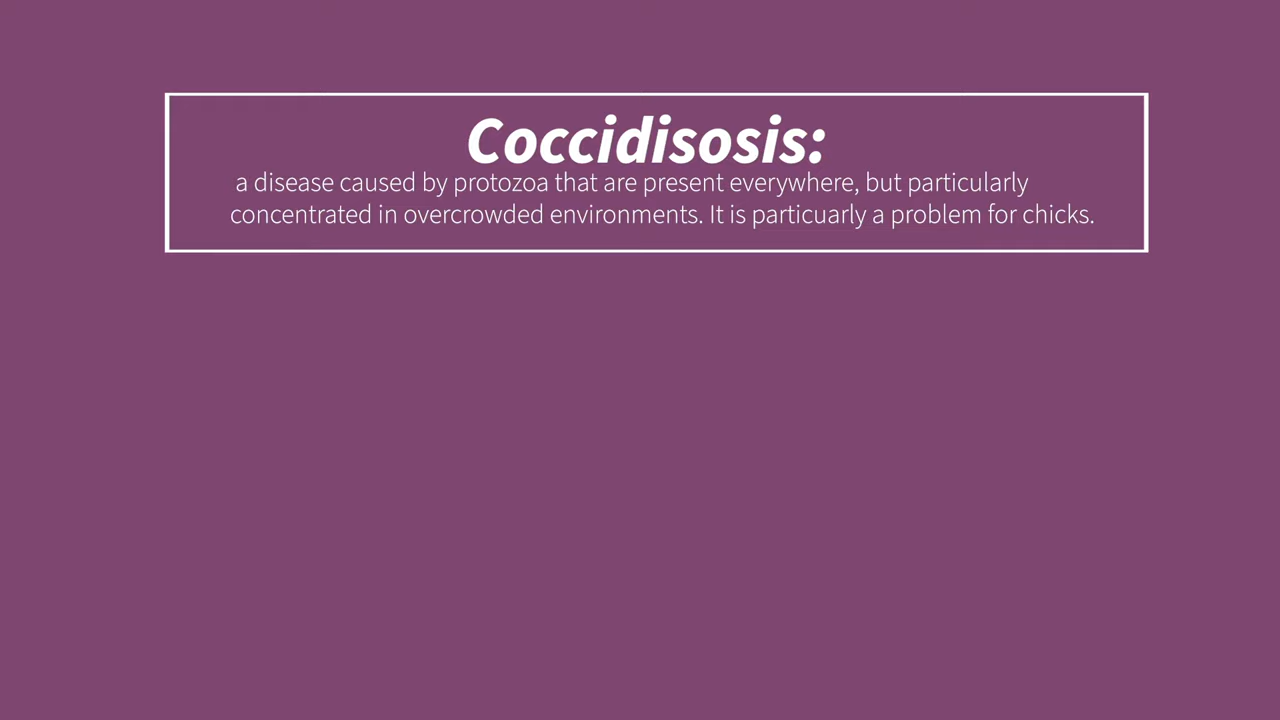 Coccidisosis:
a disease caused by protozoa that are present everywhere, but particularly
concentrated in overcrowded environments. It is particuarly a problem for chicks.